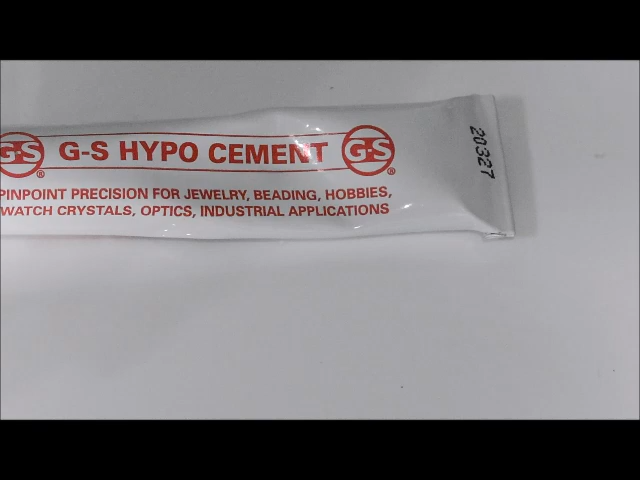 G-S ® G-S HYPO CEMENT G-S ®
PINPOINT PRECISION FOR JEWELRY, BEADING, HOBBIES,
WATCH CRYSTALS, OPTICS, INDUSTRIAL APPLICATIONS
20327